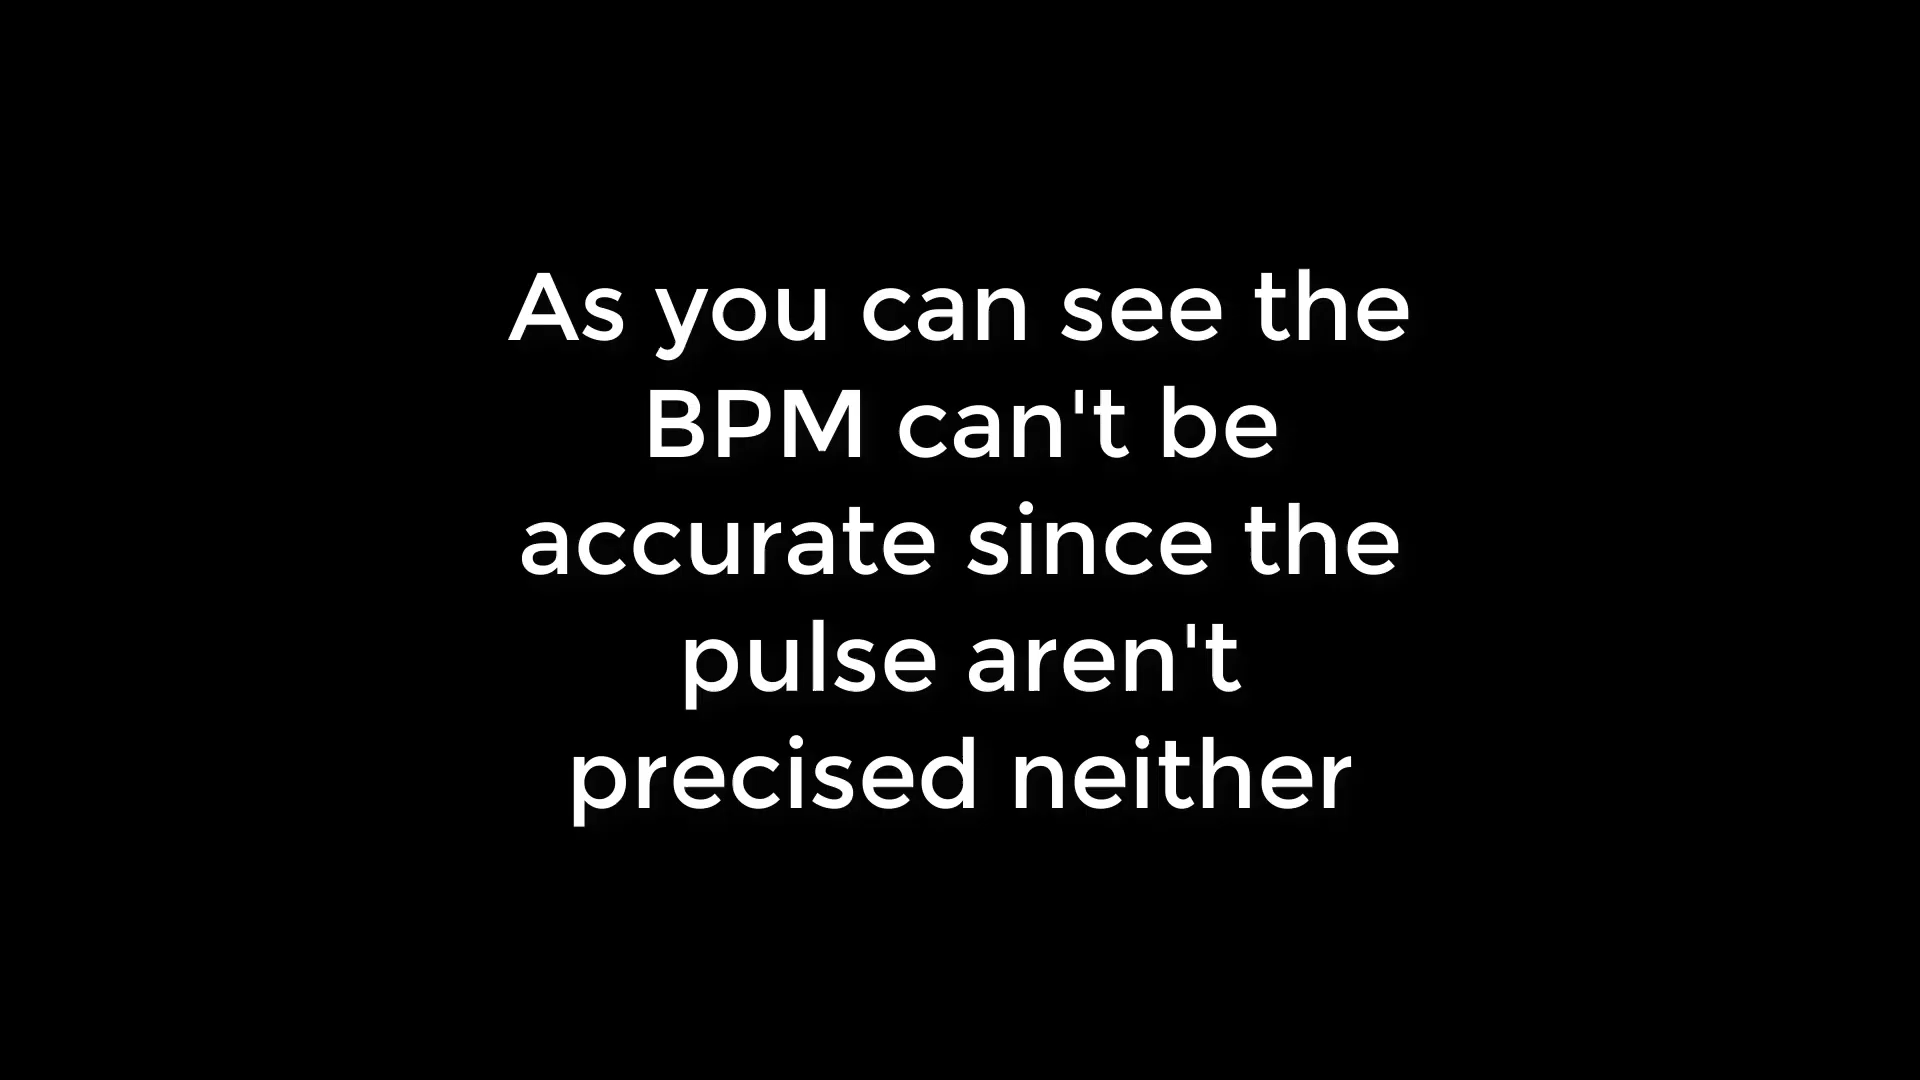 As you can see the
BPM can't be
accurate since the
pulse aren't
precised neither